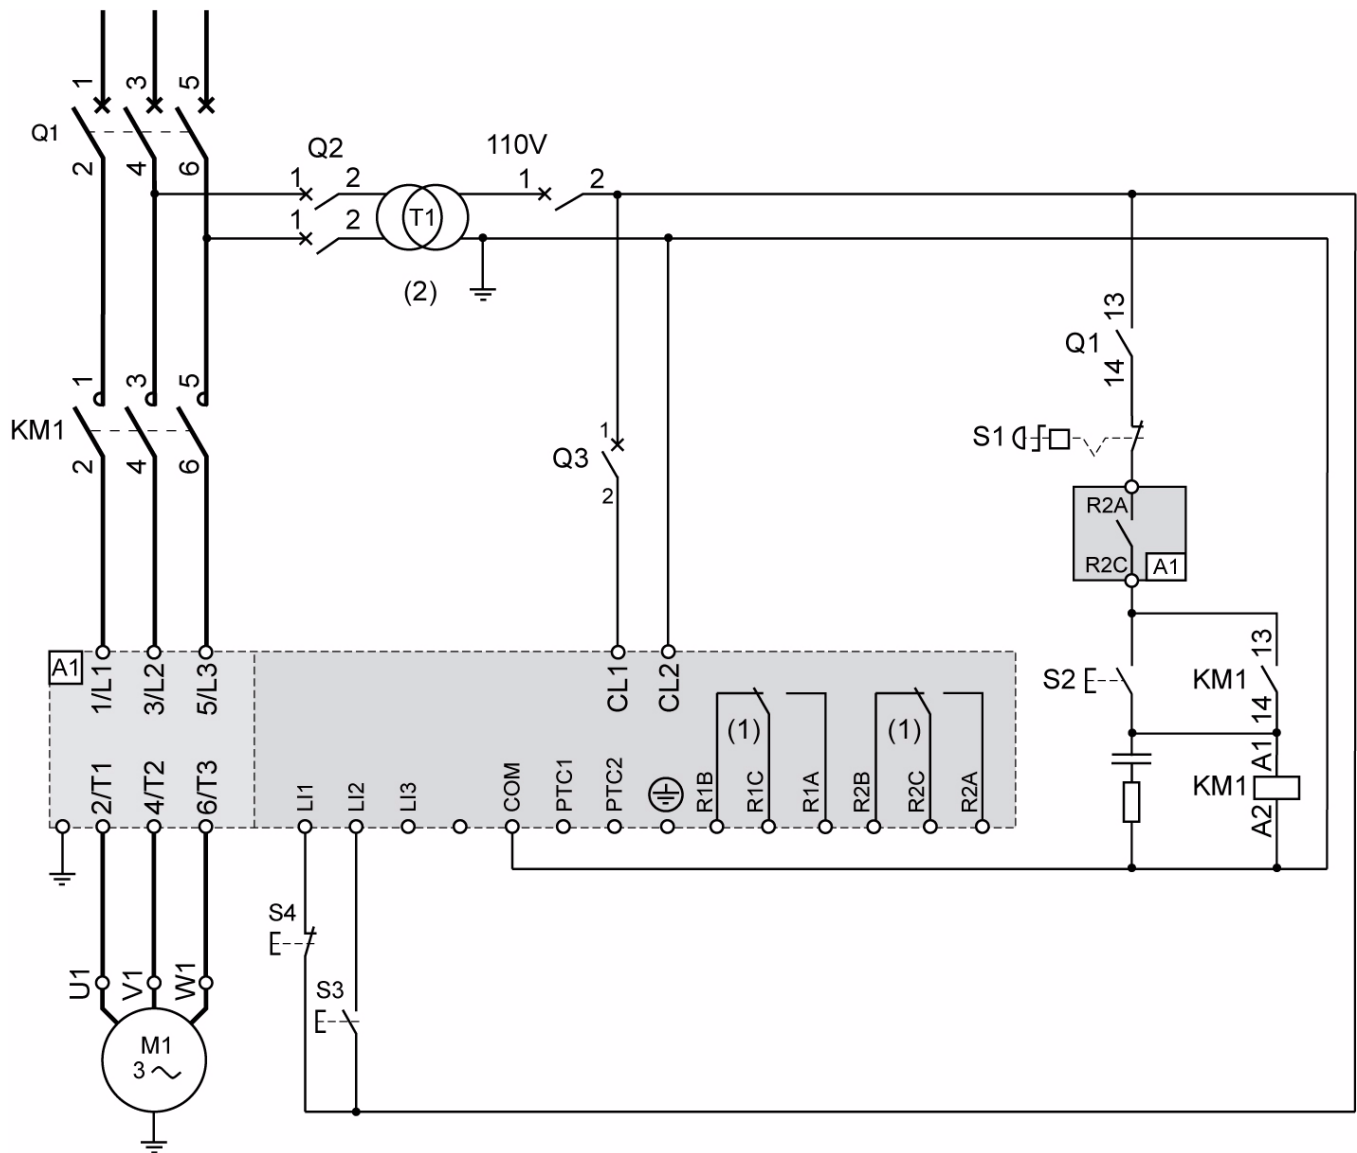 1 3 5
Q1
2 4 6
Q2
1 2
1 2
T1
(2)
110V
1 2
13
Q1
14
S1
1 3 5
KM1
2 4 6
1
Q3
2
R2A
R2C
A1
A1
1/L1 3/L2 5/L3
CL1 CL2
2/T1 4/T2 6/T3
LI1 LI2 LI3 COM PTC1 PTC2 R1B R1C R1A R2B R2C R2A
(1) (1)
S2
13
KM1
14
A1
KM1
A2
S4
S3
U1 V1 W1
M1
3